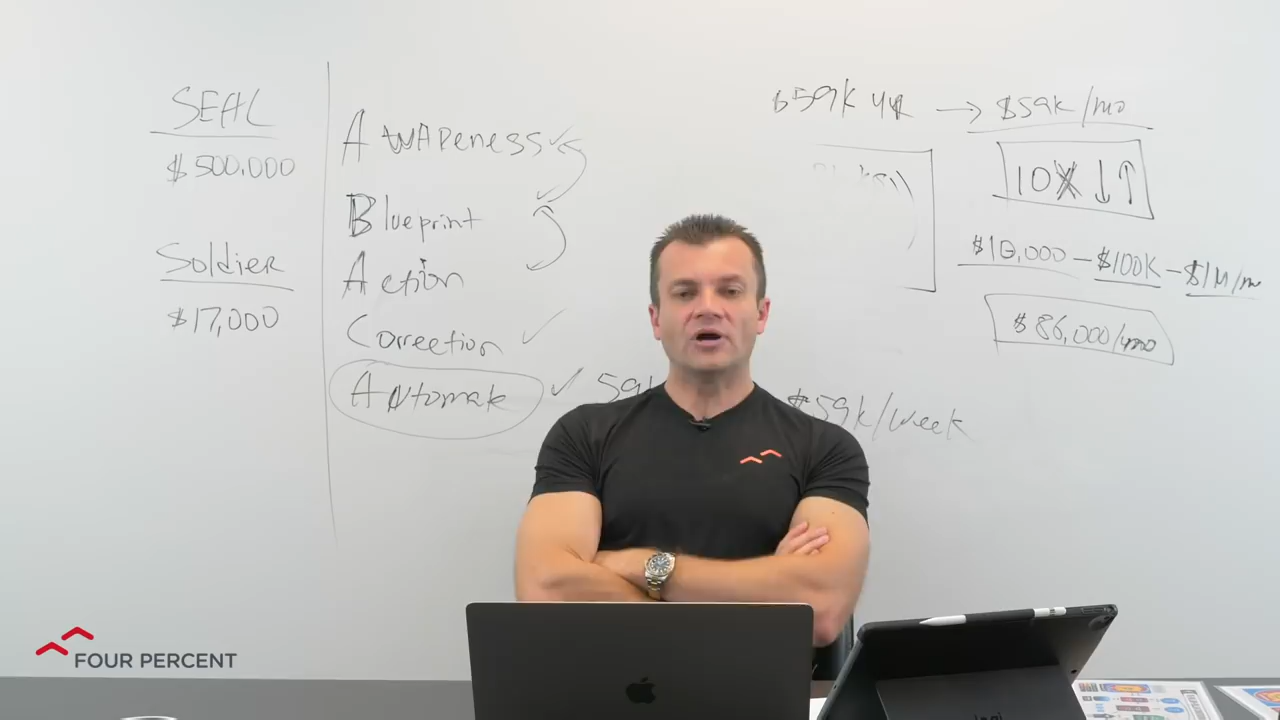 SEAL
$500,000
Soldier
$17,000
Awareness
Blueprint
Action
Correction
Automate
59k
$59k YR → $59k/mo
10X ↓↑
$10,000 - $100k - $1M/mo
$86,000/mo
$59k/week
FOUR PERCENT